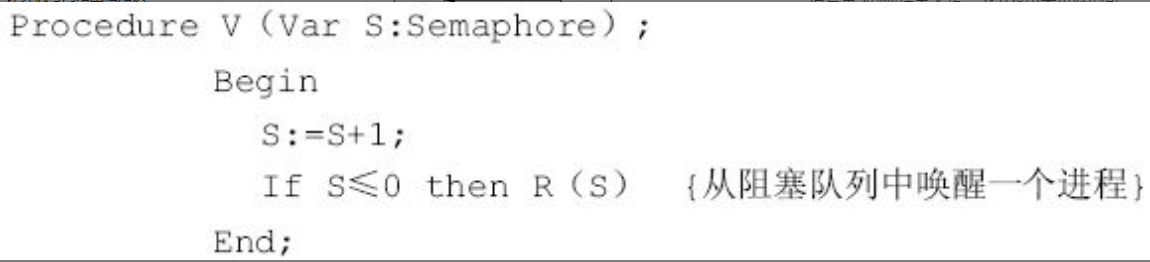 Procedure V（Var S:Semaphore）;
Begin
S:=S+1;
If S≤0 then R（S） {从阻塞队列中唤醒一个进程}
End;